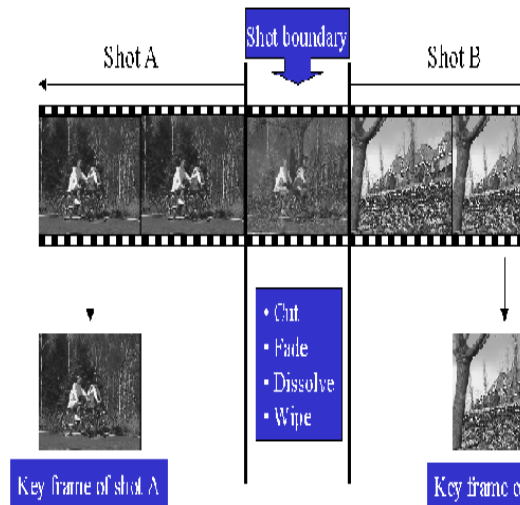 Shot boundary
Shot A
Shot B
• Cut
• Fade
• Dissolve
• Wipe
Key frame of shot A
Key frame